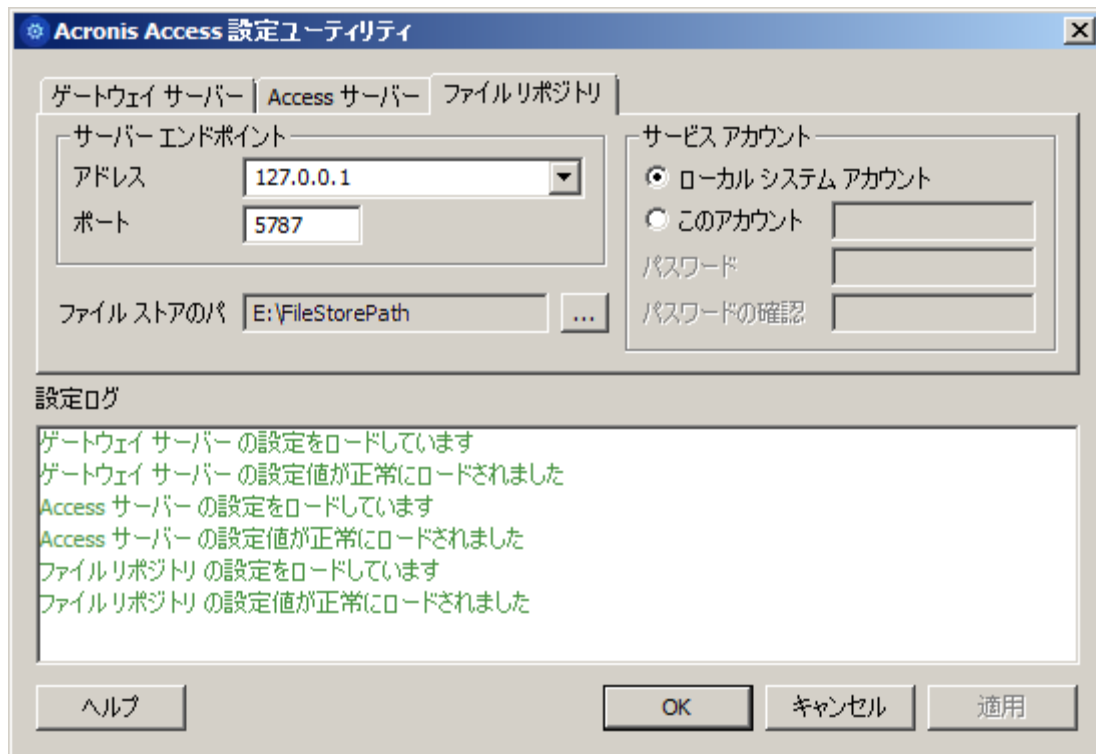 Acronis Access 設定ユーティリティ
ゲートウェイ サーバー
Access サーバー
ファイル リポジトリ
サーバー エンドポイント
アドレス
127.0.0.1
ポート
5787
ファイル ストアのパ
E:\FileStorePath
...
サービス アカウント
ローカル システム アカウント
このアカウント
パスワード
パスワードの確認
設定ログ
ゲートウェイ サーバー の設定をロードしています
ゲートウェイ サーバー の設定値が正常にロードされました
Access サーバー の設定をロードしています
Access サーバー の設定値が正常にロードされました
ファイル リポジトリ の設定をロードしています
ファイル リポジトリ の設定値が正常にロードされました
ヘルプ
OK
キャンセル
適用